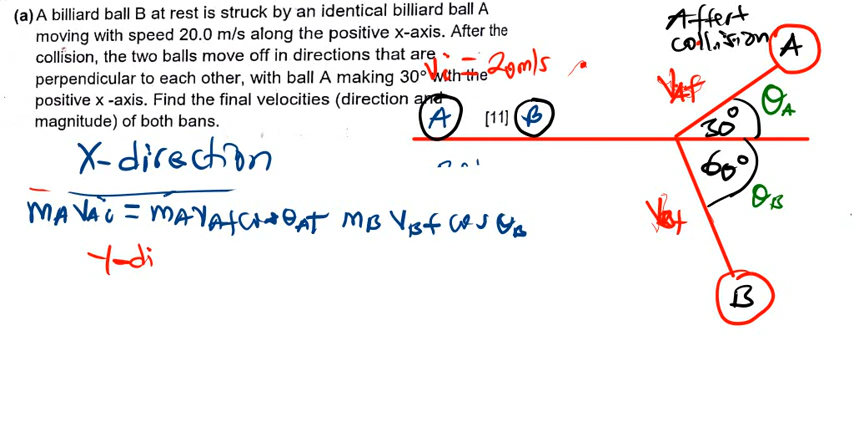 (a) A billiard ball B at rest is struck by an identical billiard ball A
moving with speed 20.0 m/s along the positive x-axis. After the
collision, the two balls move off in directions that are
perpendicular to each other, with ball A making 30° with the
positive x -axis. Find the final velocities (direction and
magnitude) of both bans.
[11]
Vi = 20m/s
A
B
Affert
collision
A
VAf
30°
θA
60°
θB
VBf
B
X-direction
mA VAi = mA VAf cos θA + mB VBf cos θB
Y-di